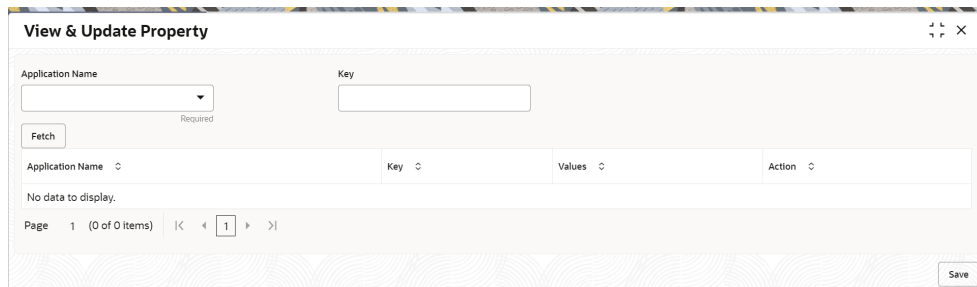 View & Update Property
Application Name Key
Required
Fetch
Application Name Key Values Action
No data to display.
Page 1 (0 of 0 items) 1
Save